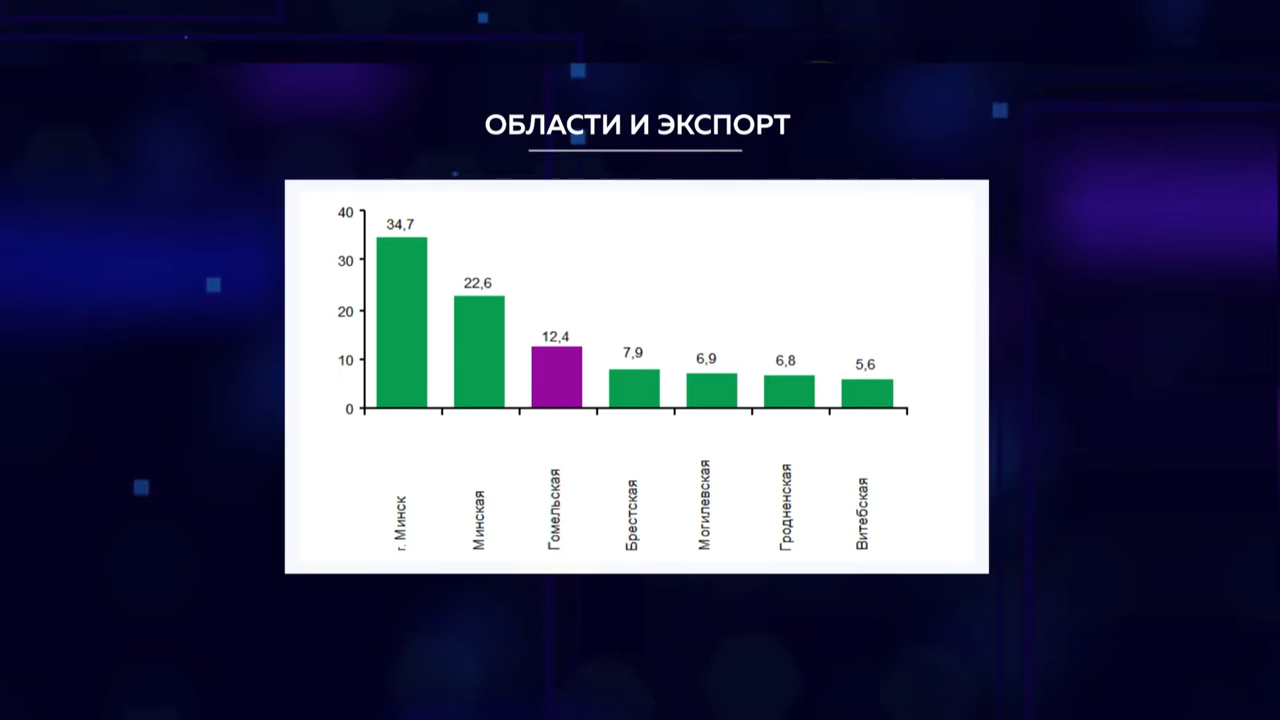 ОБЛАСТИ И ЭКСПОРТ
40
30
20
10
0
34,7
22,6
12,4
7,9
6,9
6,8
5,6
г. Минск
Минская
Гомельская
Брестская
Могилевская
Гродненская
Витебская